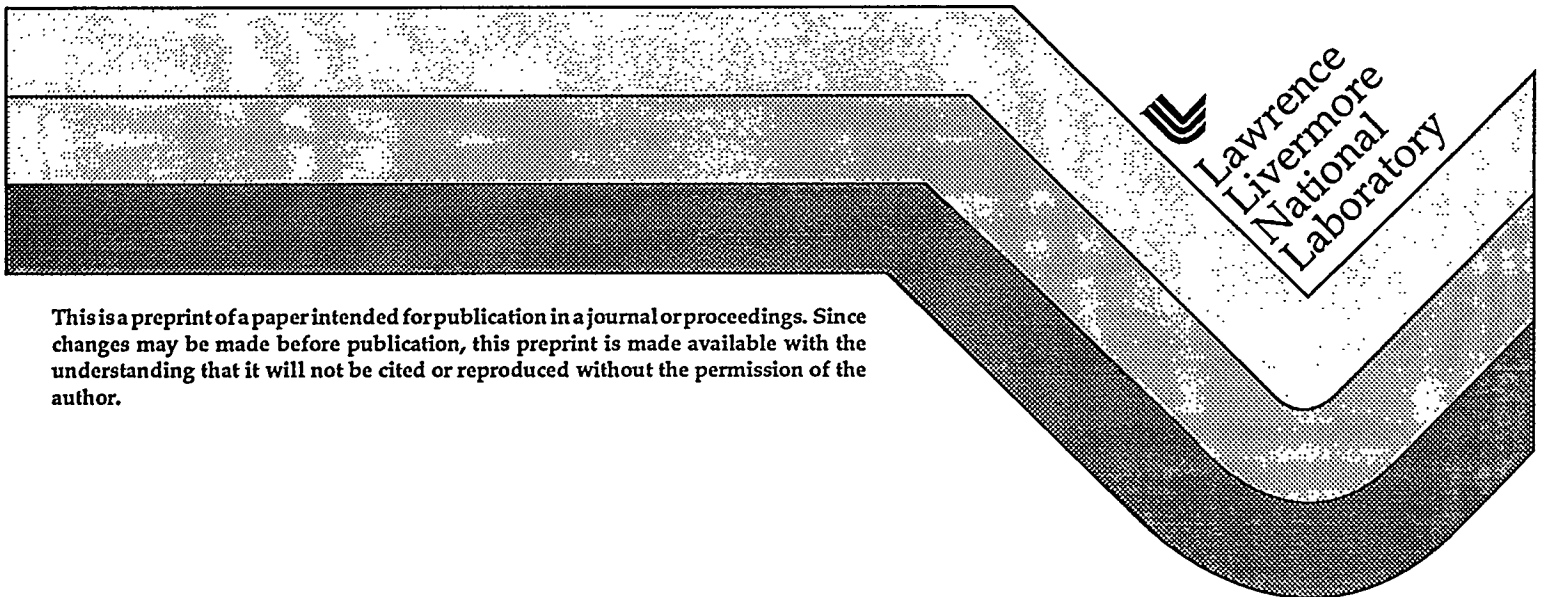 Lawrence
Livermore
National
Laboratory
This is a preprint of a paper intended for publication in a journal or proceedings. Since
changes may be made before publication, this preprint is made available with the
understanding that it will not be cited or reproduced without the permission of the
author.